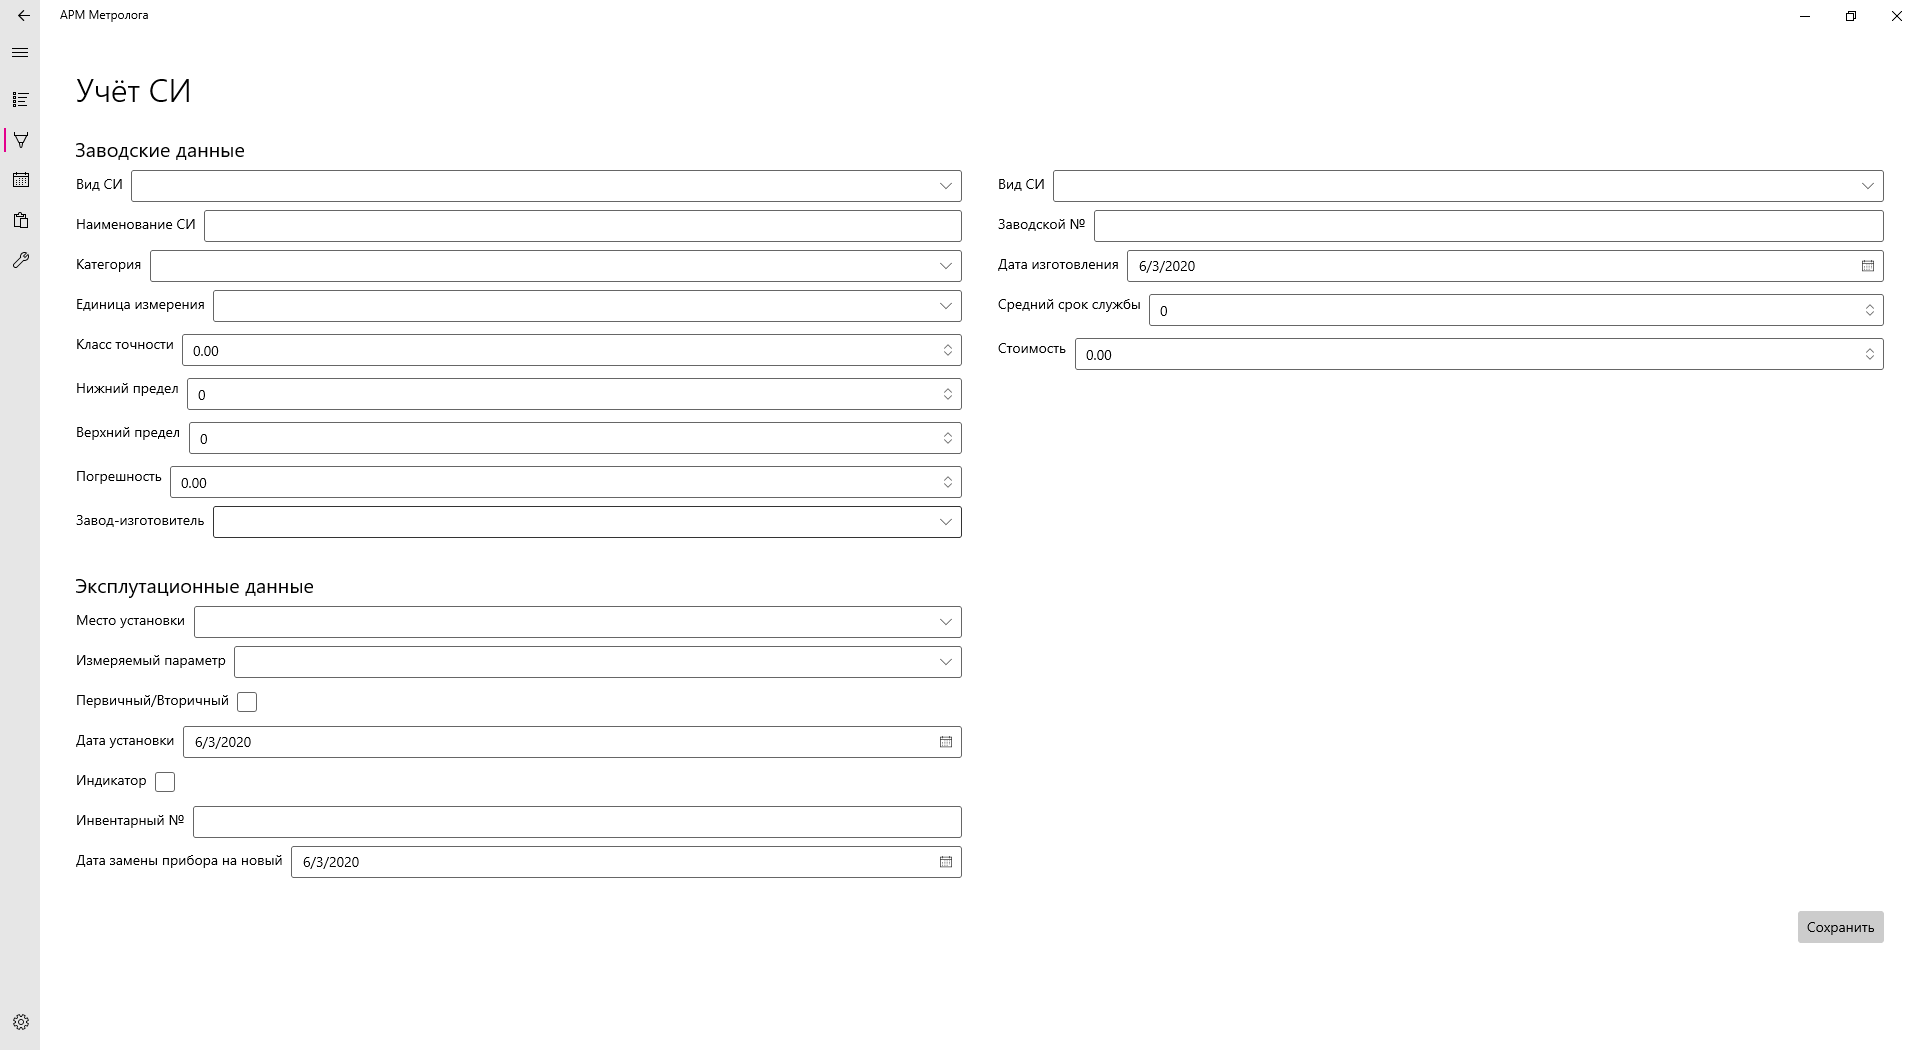 АРМ Метролога
Учёт СИ
Заводские данные
Вид СИ
Наименование СИ
Категория
Единица измерения
Класс точности 0.00
Нижний предел 0
Верхний предел 0
Погрешность 0.00
Завод-изготовитель
Вид СИ
Заводской №
Дата изготовления 6/3/2020
Средний срок службы 0
Стоимость 0.00
Эксплутационные данные
Место установки
Измеряемый параметр
Первичный/Вторичный
Дата установки 6/3/2020
Индикатор
Инвентарный №
Дата замены прибора на новый 6/3/2020
Сохранить